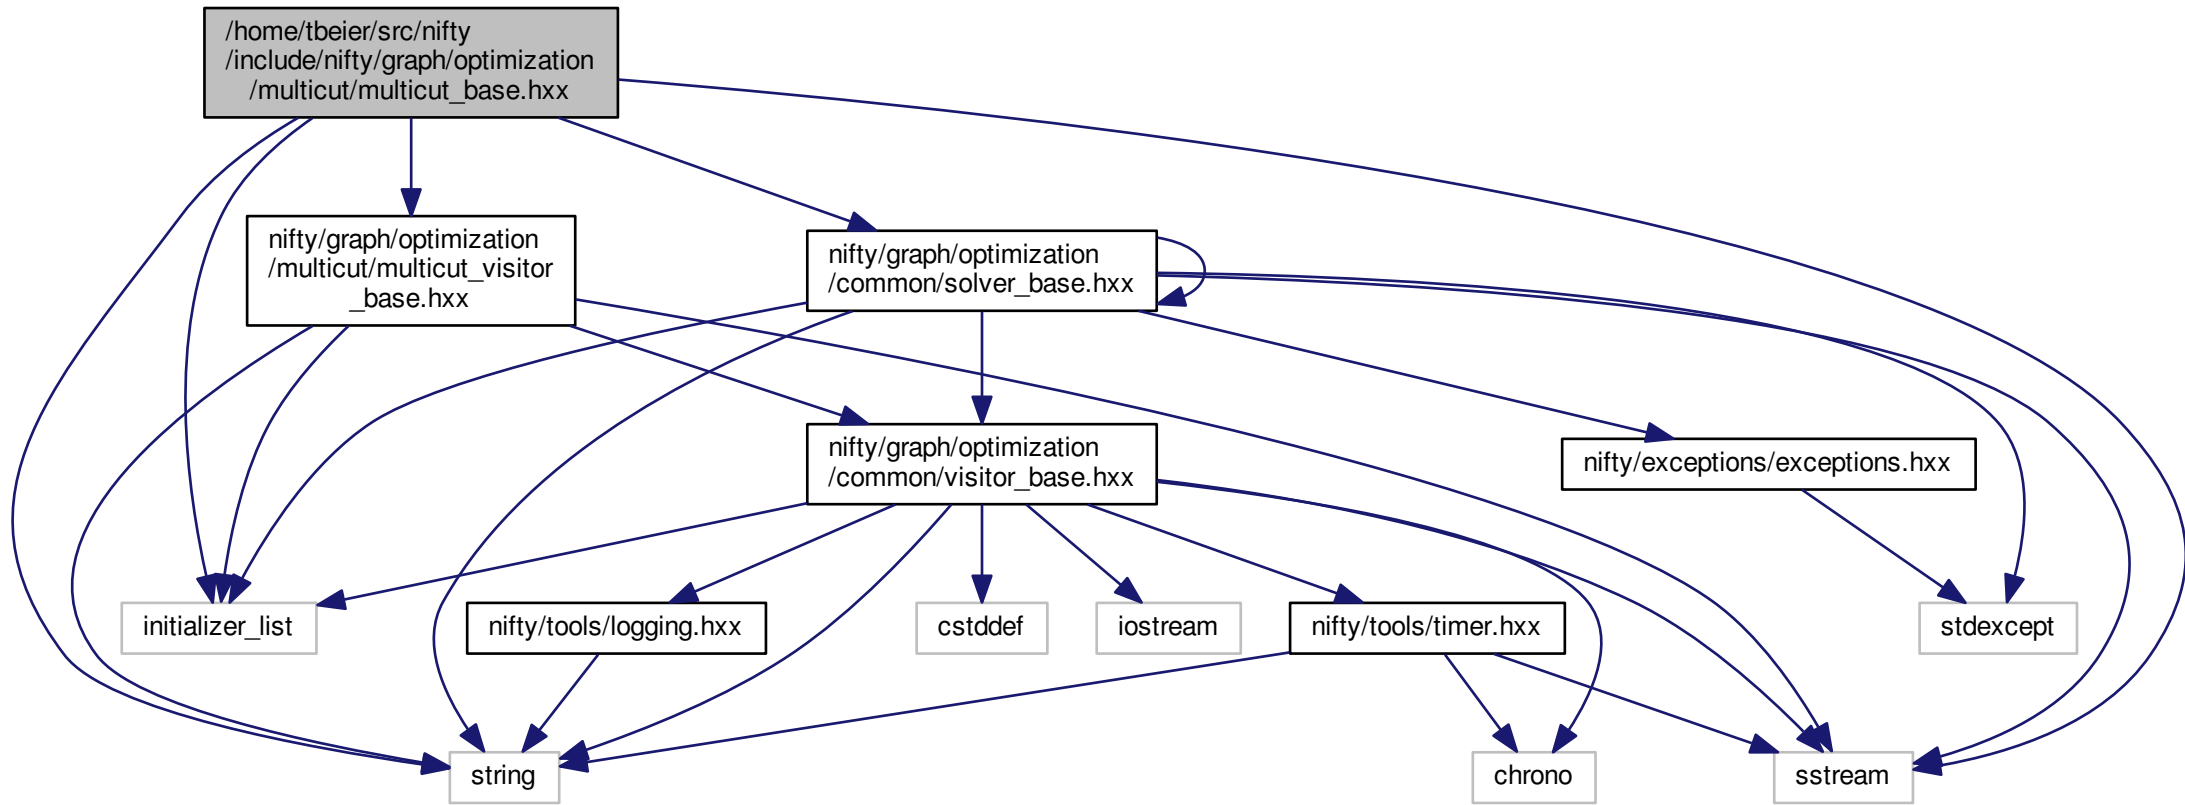 /home/tbeier/src/nifty
/include/nifty/graph/optimization
/multicut/multicut_base.hxx
nifty/graph/optimization
/multicut/multicut_visitor
_base.hxx
nifty/graph/optimization
/common/solver_base.hxx
nifty/graph/optimization
/common/visitor_base.hxx
nifty/exceptions/exceptions.hxx
initializer_list
nifty/tools/logging.hxx
cstddef
iostream
nifty/tools/timer.hxx
stdexcept
string
chrono
sstream